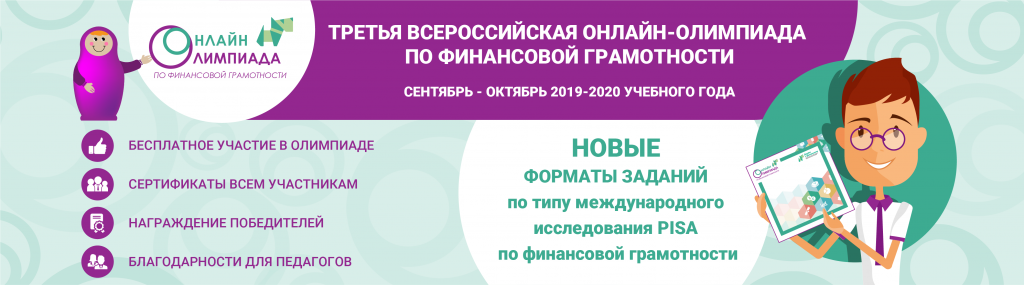 ОНЛАЙН
ОЛИМПИАДА
ПО ФИНАНСОВОЙ ГРАМОТНОСТИ
ТРЕТЬЯ ВСЕРОССИЙСКАЯ ОНЛАЙН-ОЛИМПИАДА
ПО ФИНАНСОВОЙ ГРАМОТНОСТИ
СЕНТЯБРЬ - ОКТЯБРЬ 2019-2020 УЧЕБНОГО ГОДА
БЕСПЛАТНОЕ УЧАСТИЕ В ОЛИМПИАДЕ
СЕРТИФИКАТЫ ВСЕМ УЧАСТНИКАМ
НАГРАЖДЕНИЕ ПОБЕДИТЕЛЕЙ
БЛАГОДАРНОСТИ ДЛЯ ПЕДАГОГОВ
НОВЫЕ
ФОРМАТЫ ЗАДАНИЙ
по типу международного
исследования PISA
по финансовой грамотности